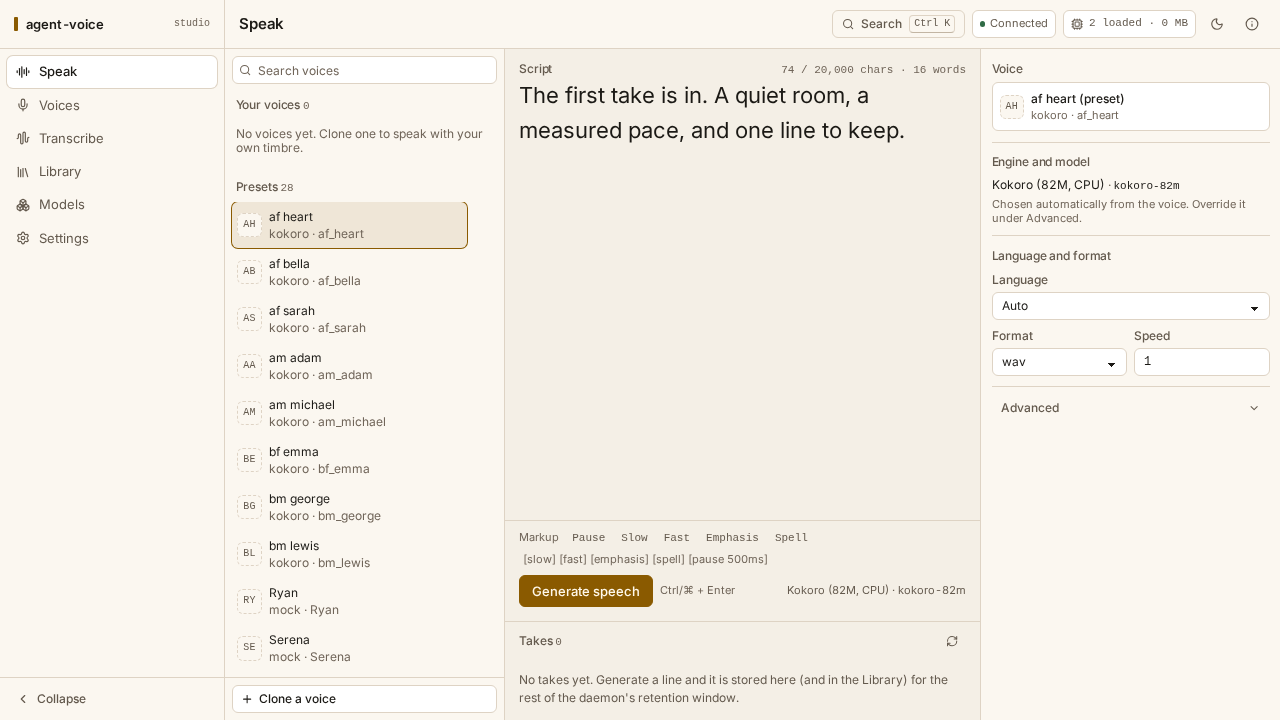 agent-voice
studio
Speak
Search
Ctrl K
Connected
2 loaded · 0 MB
Speak
Voices
Transcribe
Library
Models
Settings
Collapse
Search voices
Your voices 0
No voices yet. Clone one to speak with your
own timbre.
Presets 28
AH
af heart
kokoro · af_heart
AB
af bella
kokoro · af_bella
AS
af sarah
kokoro · af_sarah
AA
am adam
kokoro · am_adam
AM
am michael
kokoro · am_michael
BE
bf emma
kokoro · bf_emma
BG
bm george
kokoro · bm_george
BL
bm lewis
kokoro · bm_lewis
RY
Ryan
mock · Ryan
SE
Serena
mock · Serena
Clone a voice
Script
74 / 20,000 chars · 16 words
The first take is in. A quiet room, a
measured pace, and one line to keep.
Markup Pause Slow Fast Emphasis Spell
[slow] [fast] [emphasis] [spell] [pause 500ms]
Generate speech
Ctrl/⌘ + Enter
Kokoro (82M, CPU) · kokoro-82m
Takes 0
No takes yet. Generate a line and it is stored here (and in the Library) for the
rest of the daemon's retention window.
Voice
AH
af heart (preset)
kokoro · af_heart
Engine and model
Kokoro (82M, CPU) · kokoro-82m
Chosen automatically from the voice. Override it
under Advanced.
Language and format
Language
Auto
Format
Speed
wav
1
Advanced